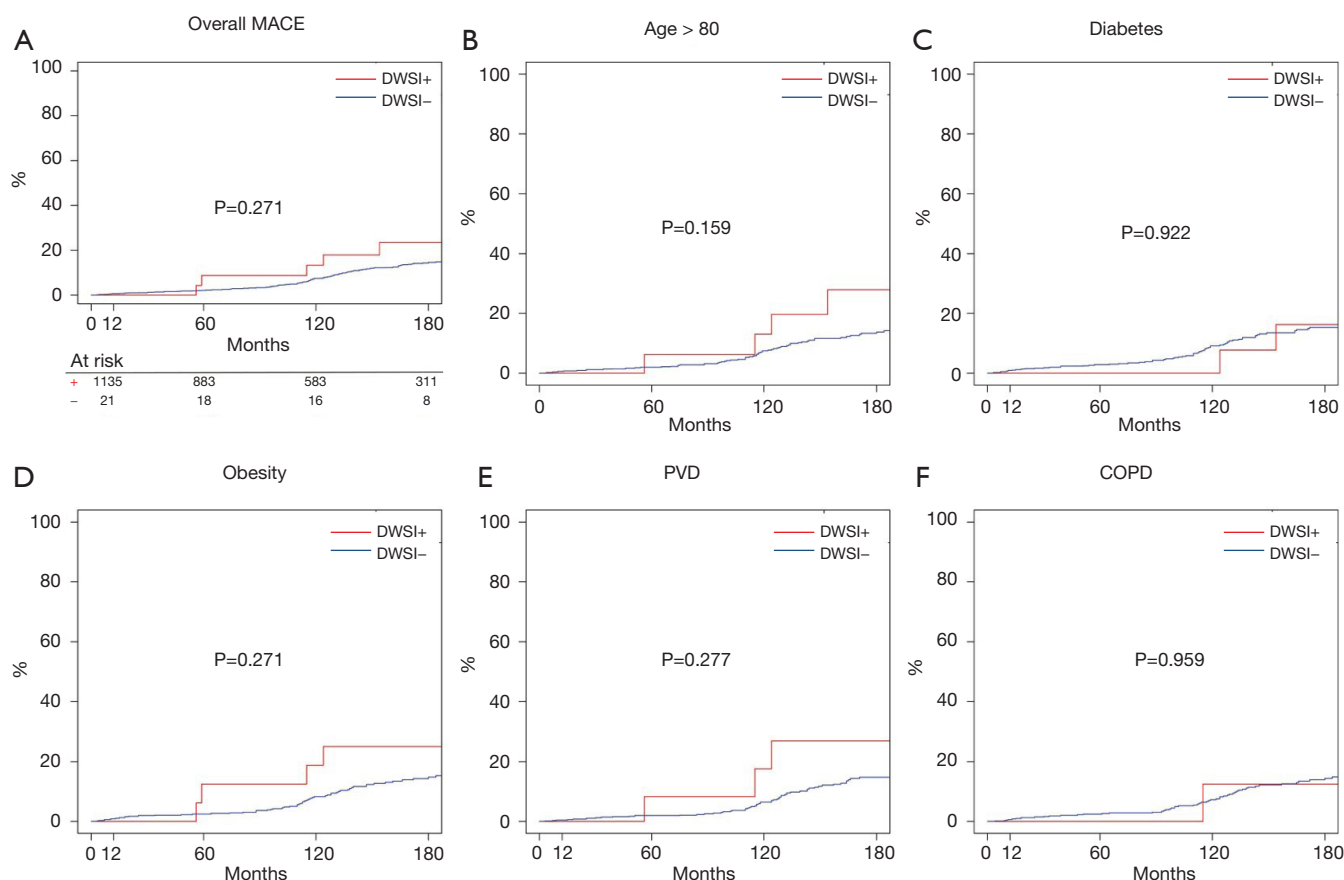 A
Overall MACE
100
80
60
40
20
0
%
DWSI+
DWSI−
P=0.271
0 12 60 120 180
Months
At risk
+ 1135 883 583 311
− 21 18 16 8
B
Age > 80
100
80
60
40
20
0
%
DWSI+
DWSI−
P=0.159
0 60 120 180
Months
C
Diabetes
100
80
60
40
20
0
%
DWSI+
DWSI−
P=0.922
0 12 60 120 180
Months
D
Obesity
100
80
60
40
20
0
%
DWSI+
DWSI−
P=0.271
0 12 60 120 180
Months
E
PVD
100
80
60
40
20
0
%
DWSI+
DWSI−
P=0.277
0 12 60 120 180
Months
F
COPD
100
80
60
40
20
0
%
DWSI+
DWSI−
P=0.959
0 12 60 120 180
Months